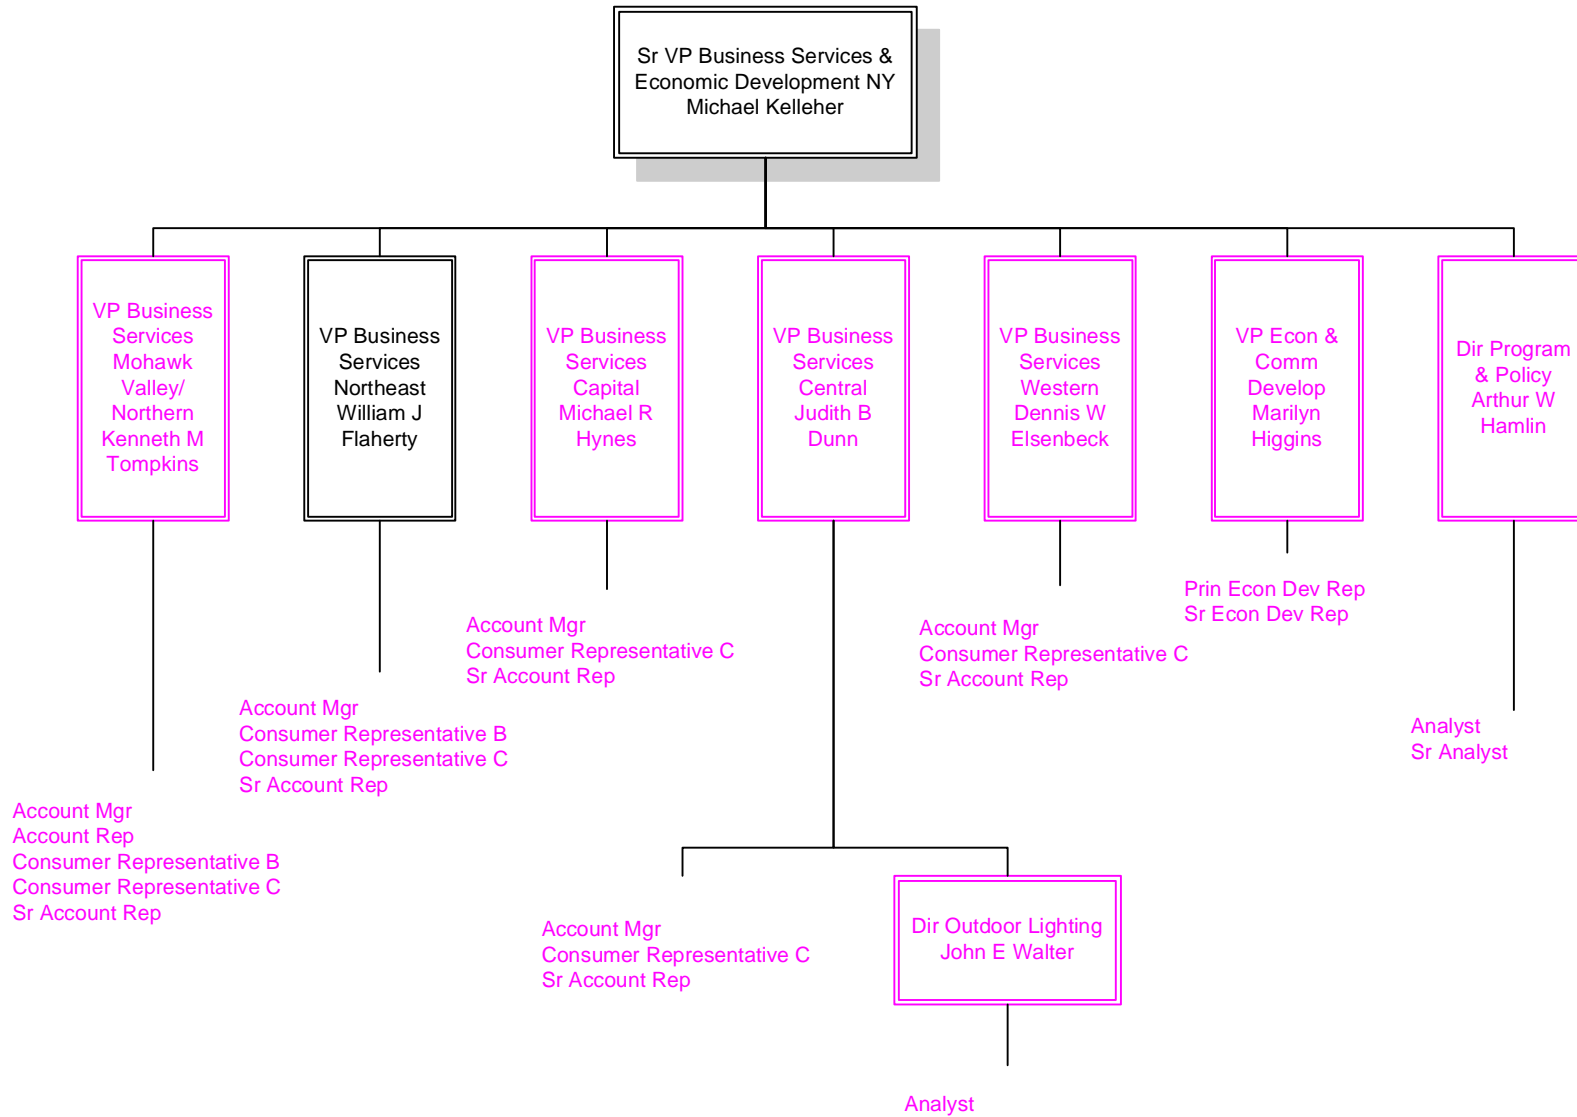 Sr VP Business Services &
Economic Development NY
Michael Kelleher
VP Business
Services
Mohawk
Valley/
Northern
Kenneth M
Tompkins
VP Business
Services
Northeast
William J
Flaherty
VP Business
Services
Capital
Michael R
Hynes
VP Business
Services
Central
Judith B
Dunn
VP Business
Services
Western
Dennis W
Elsenbeck
VP Econ &
Comm
Develop
Marilyn
Higgins
Dir Program
& Policy
Arthur W
Hamlin
Account Mgr
Account Rep
Consumer Representative B
Consumer Representative C
Sr Account Rep
Account Mgr
Consumer Representative B
Consumer Representative C
Sr Account Rep
Account Mgr
Consumer Representative C
Sr Account Rep
Account Mgr
Consumer Representative C
Sr Account Rep
Dir Outdoor Lighting
John E Walter
Analyst
Account Mgr
Consumer Representative C
Sr Account Rep
Prin Econ Dev Rep
Sr Econ Dev Rep
Analyst
Sr Analyst